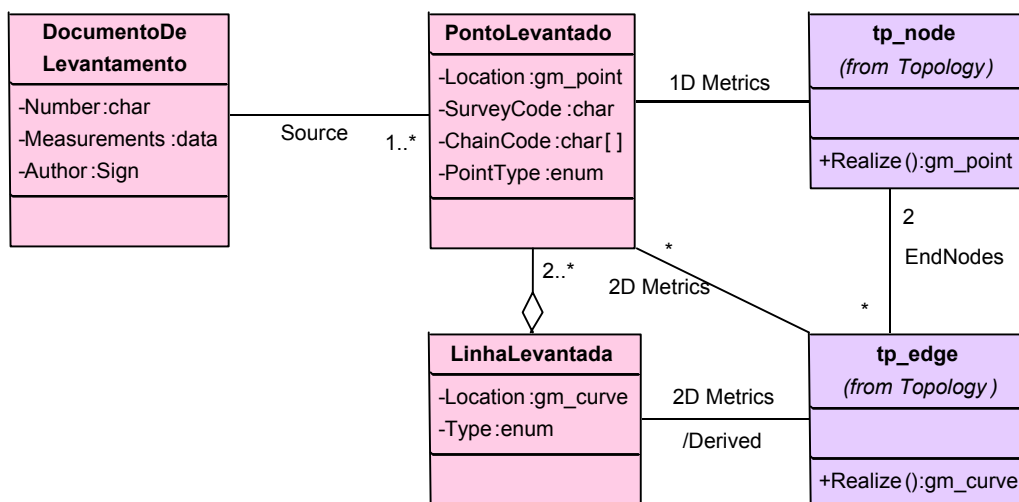 DocumentoDe
Levantamento
-Number:char
-Measurements:data
-Author:Sign
Source
1..*
PontoLevantado
-Location:gm_point
-SurveyCode:char
-ChainCode:char[]
-PointType:enum
1D Metrics
tp_node
(from Topology)
+Realize():gm_point
2
EndNodes
*
2..*
*
2D Metrics
LinhaLevantada
-Location:gm_curve
-Type:enum
2D Metrics
/Derived
tp_edge
(from Topology)
+Realize():gm_curve